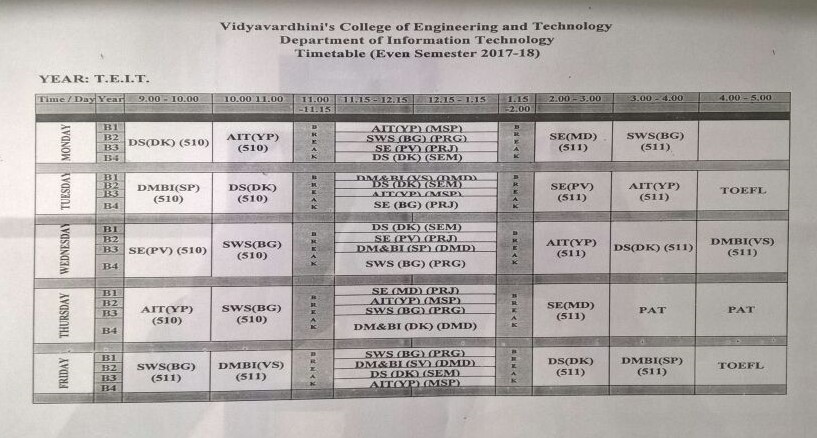 Vidyavardhini's College of Engineering and Technology
Department of Information Technology
Timetable (Even Semester 2017-18)
YEAR: T.E.I.T.
Time / Day Year 9.00 - 10.00 10.00 11.00 11.00 -11.15 11.15 - 12.15 12.15 - 1.15 1.15 -2.00 2.00 - 3.00 3.00 - 4.00 4.00 - 5.00
MONDAY
B1
B2
B3
B4
DS(DK) (510)
AIT(YP)
(510)
BREAK
AIT(YP) (MSP)
SWS (BG) (PRG)
SE (PV) (PRJ)
DS (DK) (SEM)
BREAK
SE(MD)
(511)
SWS(BG)
(511)
TUESDAY
B1
B2
B3
B4
DMBI(SP)
(510)
DS(DK)
(510)
BREAK
DM&BI (VS) (DMD)
DS (DK) (SEM)
AIT(YP) (MSP)
SE (BG) (PRJ)
BREAK
SE(PV)
(511)
AIT(YP)
(511)
TOEFL
WEDNESDAY
B1
B2
B3
B4
SE(PV) (510)
SWS(BG)
(510)
BREAK
DS (DK) (SEM)
SE (PV) (PRJ)
DM&BI (SP) (DMD)
SWS (BG) (PRG)
BREAK
AIT(YP)
(511)
DS(DK) (511)
DMBI(VS)
(511)
THURSDAY
B1
B2
B3
B4
AIT(YP)
(510)
SWS(BG)
(510)
BREAK
SE (MD) (PRJ)
AIT(YP) (MSP)
SWS (BG) (PRG)
DM&BI (DK) (DMD)
BREAK
SE(MD)
(511)
PAT
PAT
FRIDAY
B1
B2
B3
B4
SWS(BG)
(511)
DMBI(VS)
(511)
BREAK
SWS (BG) (PRG)
DM&BI (SV) (DMD)
DS (DK) (SEM)
AIT(YP) (MSP)
BREAK
DS(DK)
(511)
DMBI(SP)
(511)
TOEFL